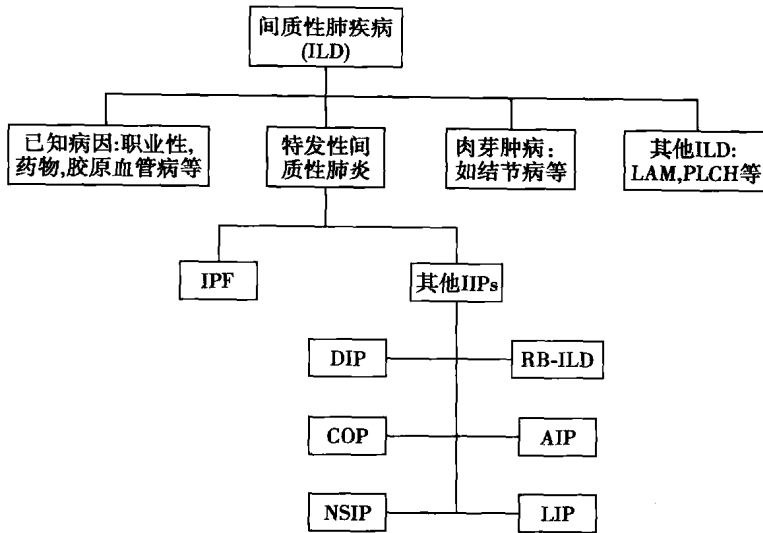 间质性肺疾病
(ILD)
已知病因:职业性,
药物,胶原血管病等
特发性间
质性肺炎
肉芽肿病:
如结节病等
其他ILD:
LAM,PLCH等
IPF
其他IIPs
DIP
RB-ILD
COP
AIP
NSIP
LIP